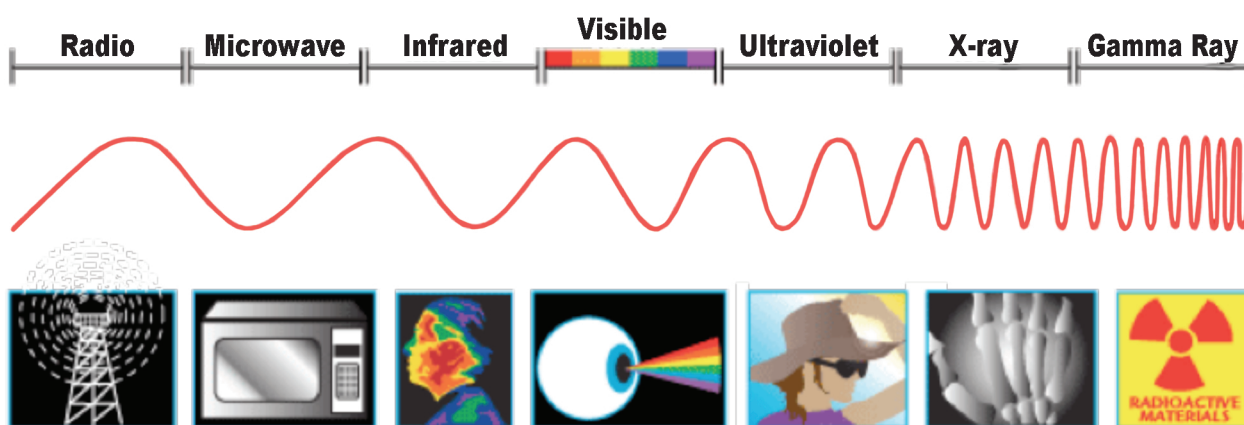 Radio Microwave Infrared Visible Ultraviolet X-ray Gamma Ray
RADIOACTIVE
MATERIALS